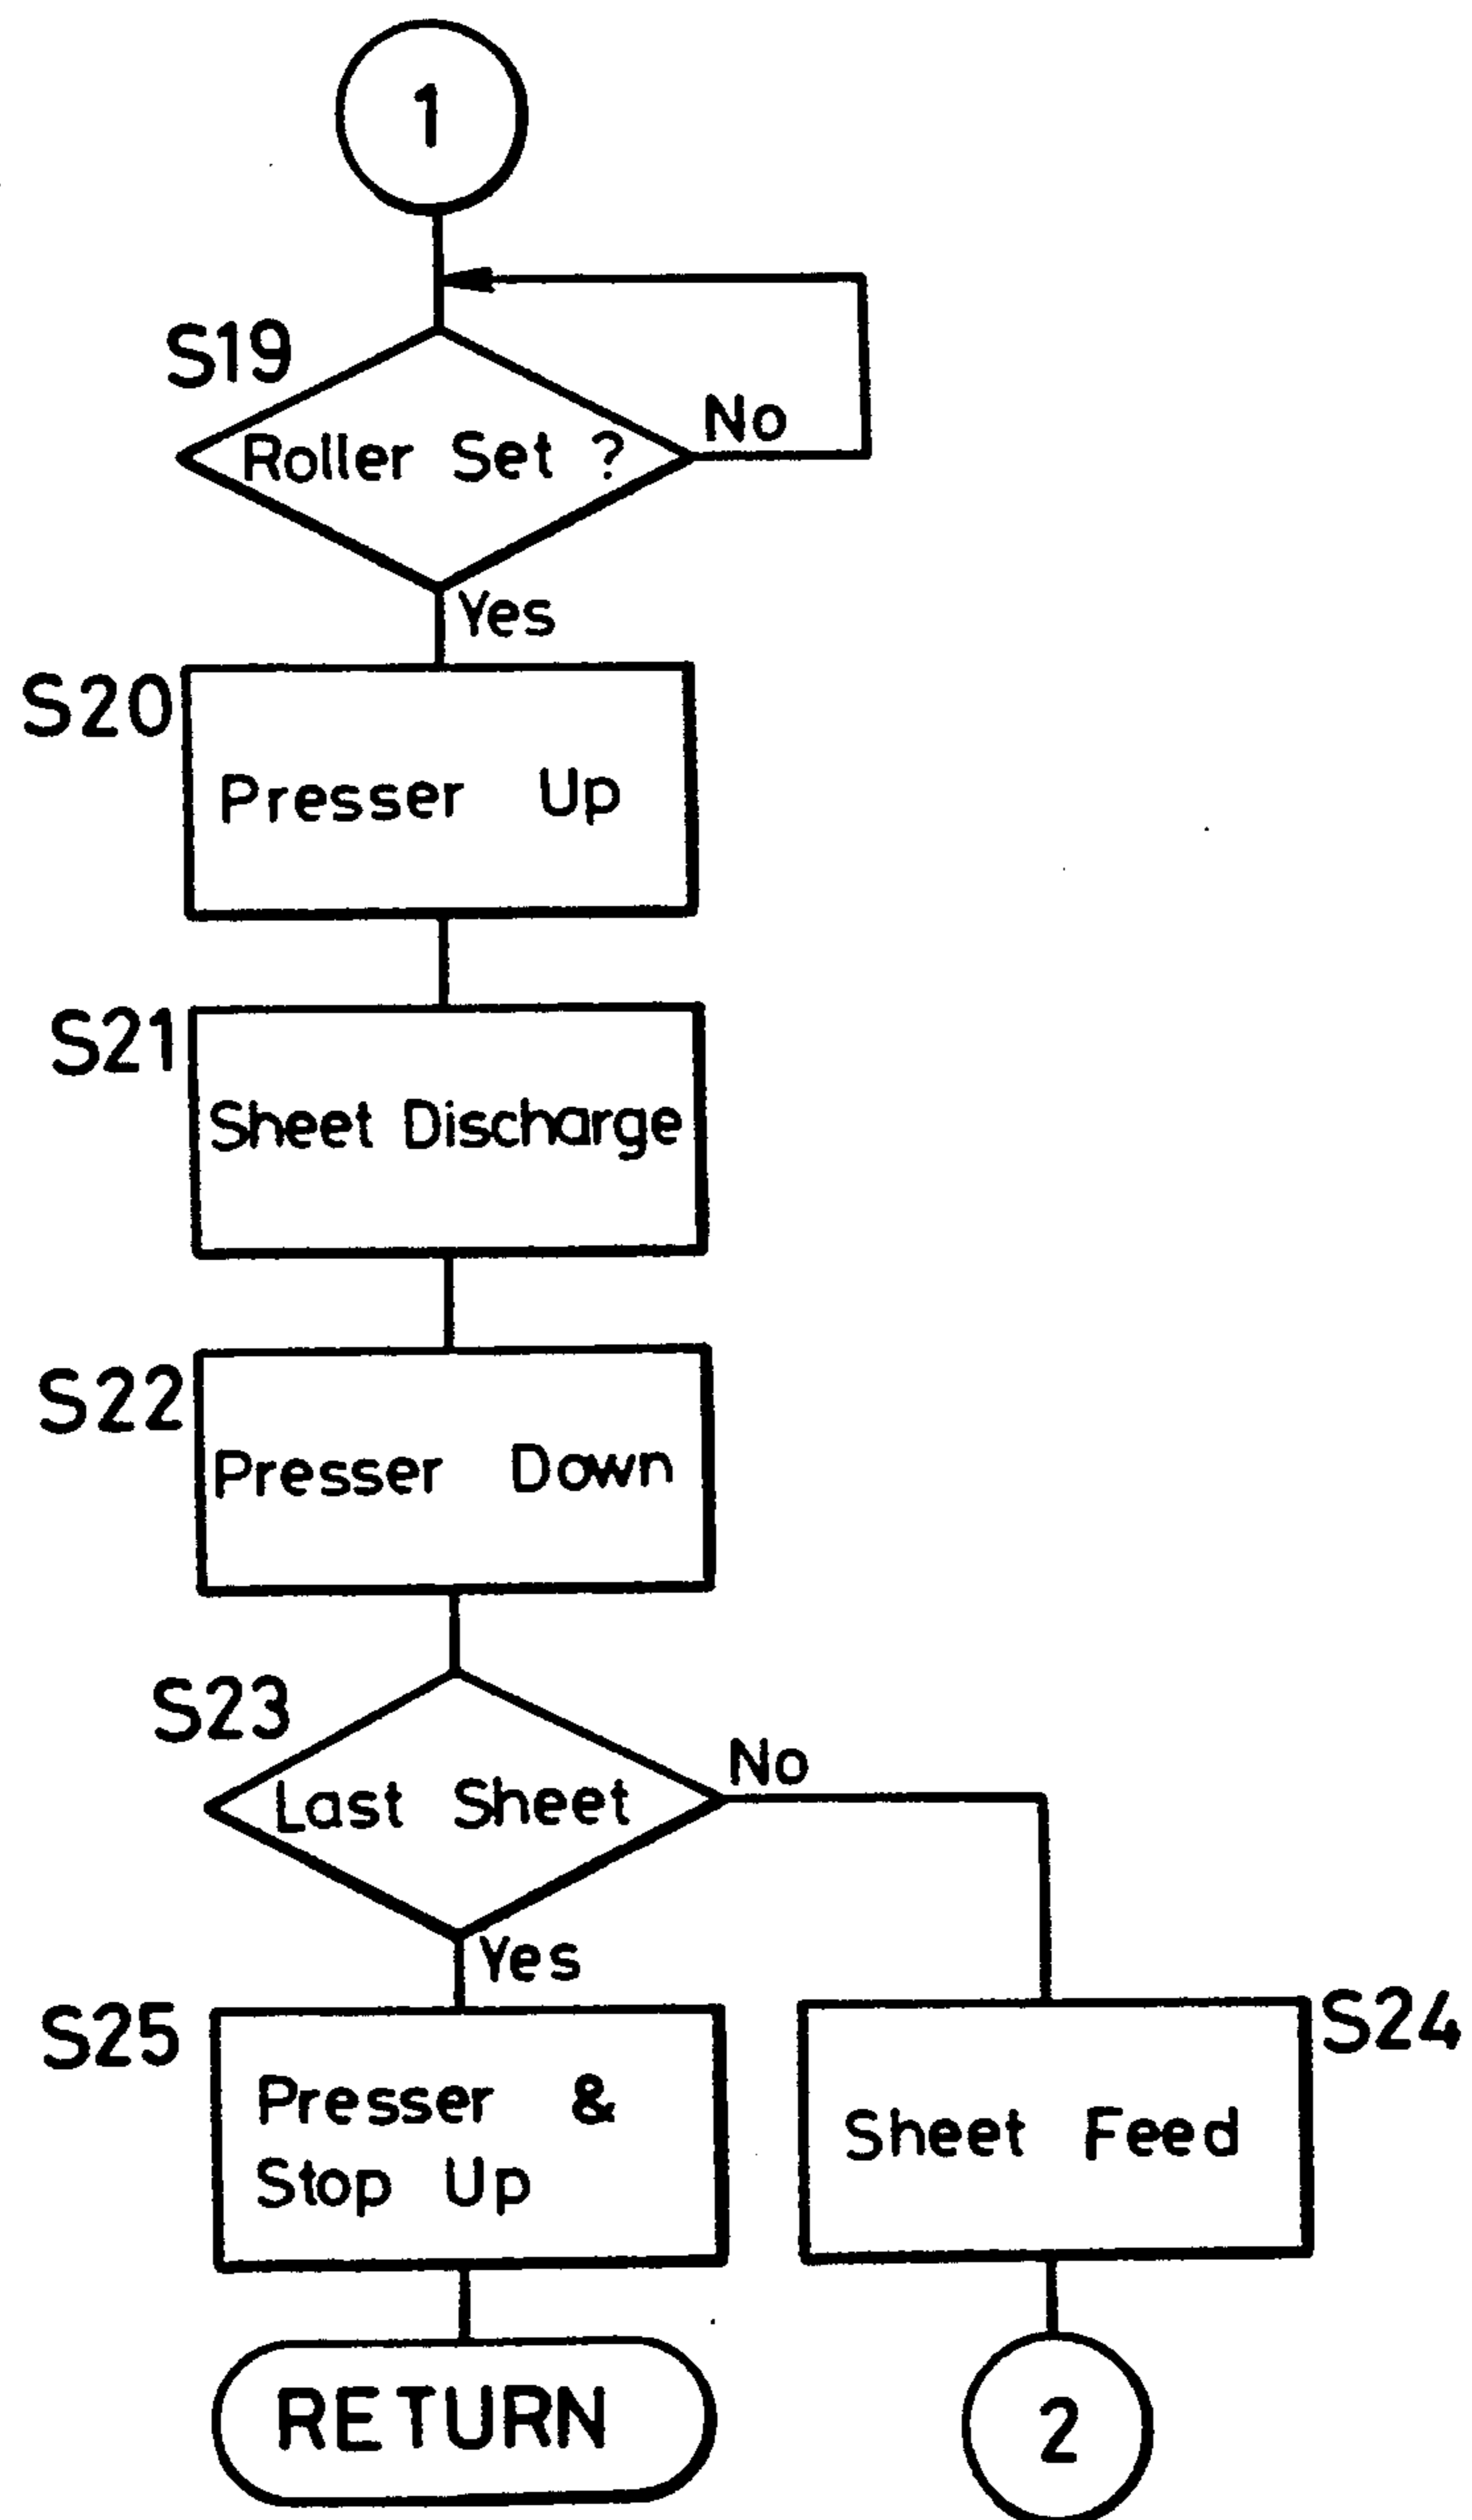 1
S19
Roller Set ?
No
Yes
S20
Presser Up
S21
Sheet Discharge
S22
Presser Down
S23
Last Sheet
No
Yes
S25
Presser &
Stop Up
S24
Sheet Feed
RETURN
2